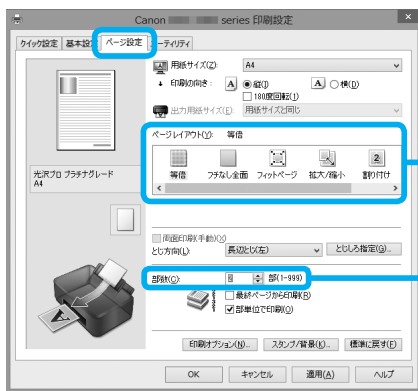 Canon series 印刷設定
クイック設定 基本設定 ページ設定 ユーティリティ
用紙サイズ(Z): A4
印刷の向き: A 縦(I) A 横(D)
180度回転(1)
出力用紙サイズ(E): 用紙サイズと同じ
ページレイアウト(Y): 等倍
等倍 フチなし全面 フィットページ 拡大/縮小 割り付け
光沢プロ プラチナグレード
A4
両面印刷(手動)(X)
とじ方向(L): 長辺とじ(左) とじしろ指定(G)...
部数(C): 部(1-999)
最終ページから印刷(R)
部単位で印刷(O)
印刷オプション(N)... スタンプ/背景(K)... 標準に戻す(F)
OK キャンセル 適用(A) ヘルプ